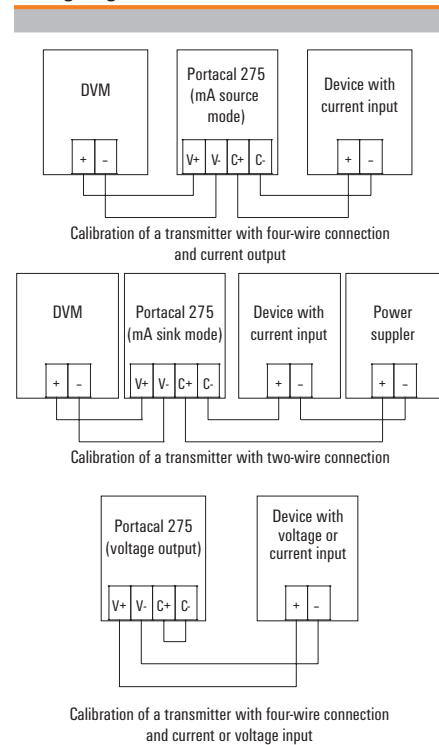 DVM
Portacal 275
(mA source
mode)
Device with
current input
+ – V+ V- C+ C- + –
Calibration of a transmitter with four-wire connection
and current output
DVM
Portacal 275
(mA sink mode)
Device with
current input
Power
suppler
+ – V+ V- C+ C- + – + –
Calibration of a transmitter with two-wire connection
Portacal 275
(voltage output)
Device with
voltage or
current input
V+ V- C+ C- + –
Calibration of a transmitter with four-wire connection
and current or voltage input